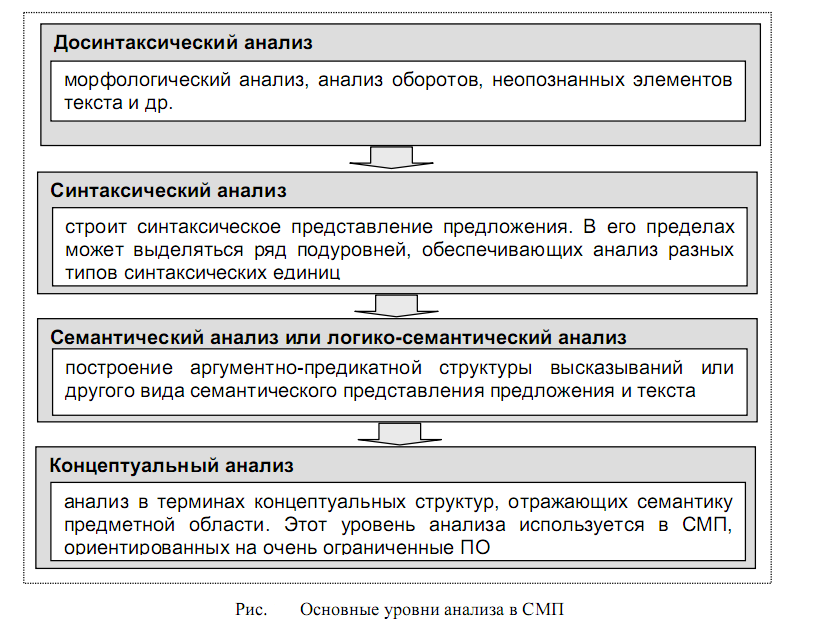 Досинтаксический анализ
морфологический анализ, анализ оборотов, неопознанных элементов
текста и др.
Синтаксический анализ
строит синтаксическое представление предложения. В его пределах
может выделяться ряд подуровней, обеспечивающих анализ разных
типов синтаксических единиц
Семантический анализ или логико-семантический анализ
построение аргументно-предикатной структуры высказываний или
другого вида семантического представления предложения и текста
Концептуальный анализ
анализ в терминах концептуальных структур, отражающих семантику
предметной области. Этот уровень анализа используется в СМП,
ориентированных на очень ограниченные ПО
Рис. Основные уровни анализа в СМП